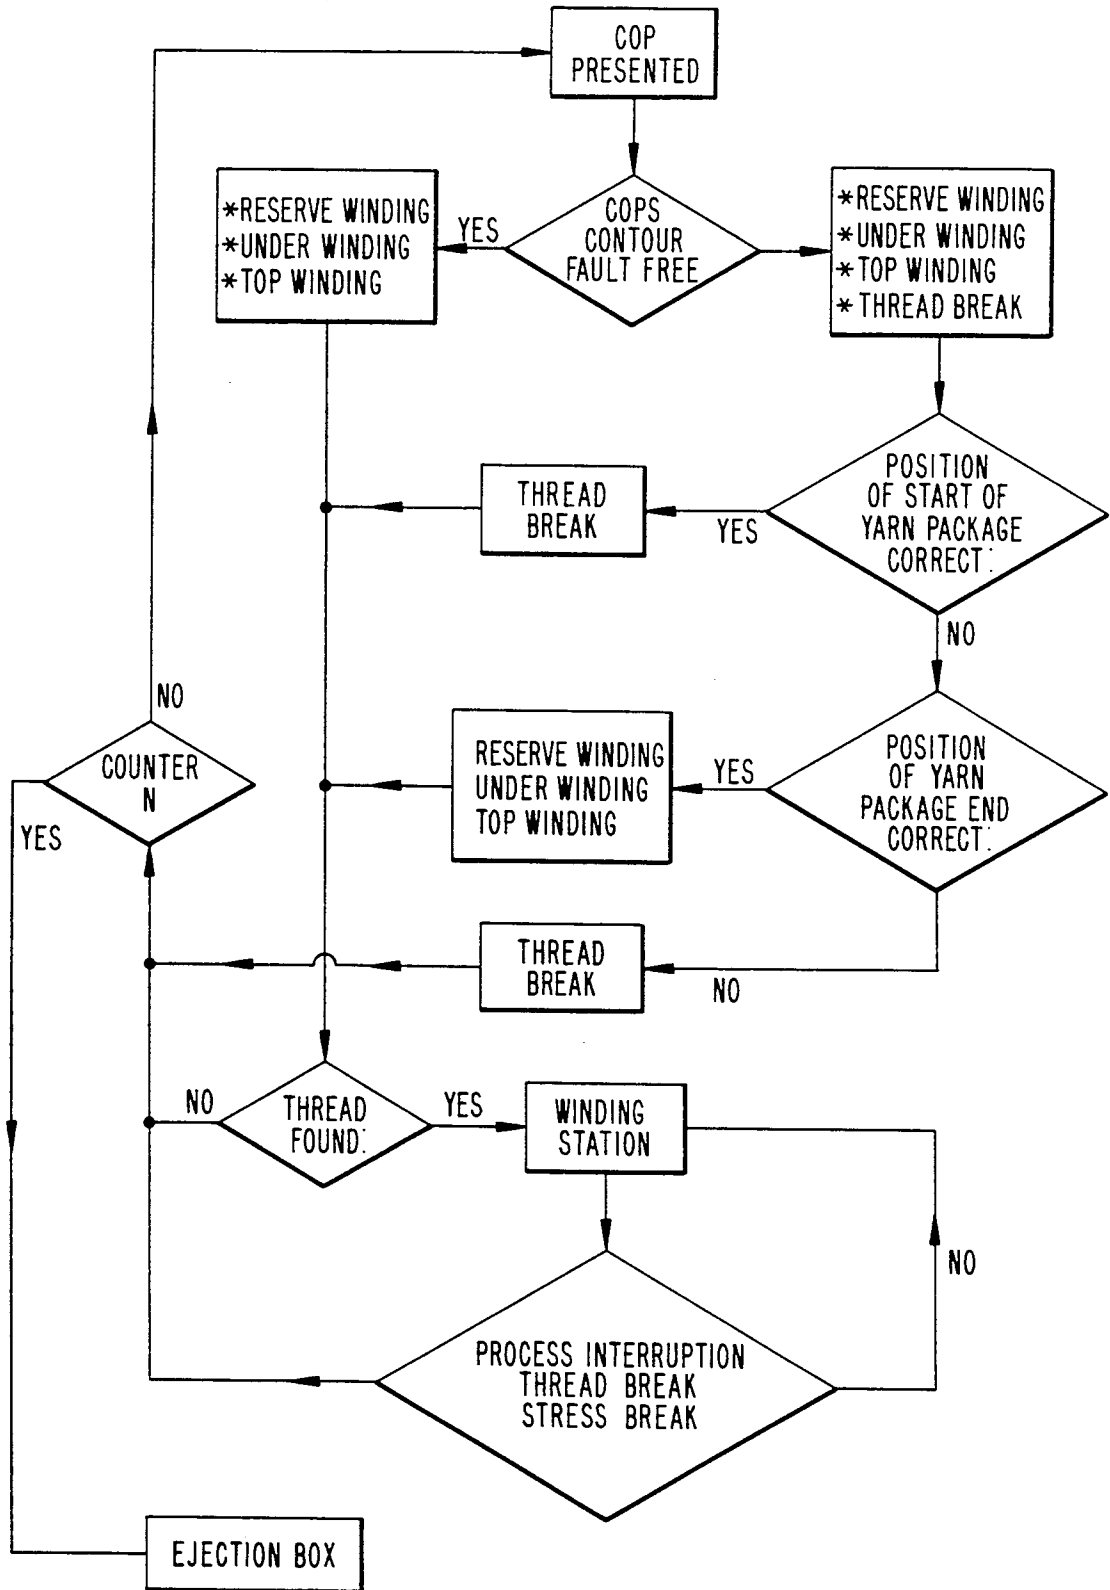 COP
PRESENTED
*RESERVE WINDING
*UNDER WINDING
*TOP WINDING
YES
COPS
CONTOUR
FAULT FREE
*RESERVE WINDING
*UNDER WINDING
*TOP WINDING
* THREAD BREAK
THREAD
BREAK
YES
POSITION
OF START OF
YARN PACKAGE
CORRECT:
NO
NO
COUNTER
N
YES
RESERVE WINDING
UNDER WINDING
TOP WINDING
YES
POSITION
OF YARN
PACKAGE END
CORRECT:
THREAD
BREAK
NO
NO
THREAD
FOUND:
YES
WINDING
STATION
NO
PROCESS INTERRUPTION
THREAD BREAK
STRESS BREAK
EJECTION BOX